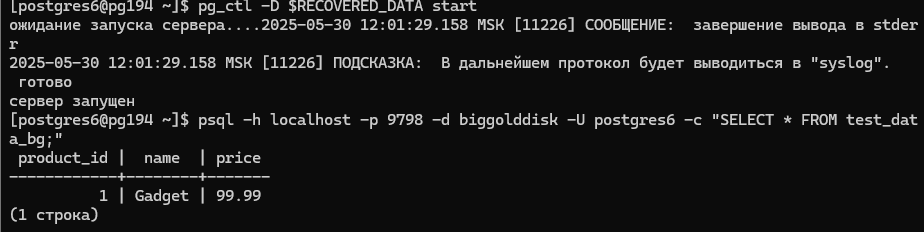 [postgres6@pg194 ~]$ pg_ctl -D $RECOVERED_DATA start
ожидание запуска сервера....2025-05-30 12:01:29.158 MSK [11226] СООБЩЕНИЕ:  завершение вывода в stder
r
2025-05-30 12:01:29.158 MSK [11226] ПОДСКАЗКА:  В дальнейшем протокол будет выводиться в "syslog".
 готово
сервер запущен
[postgres6@pg194 ~]$ psql -h localhost -p 9798 -d biggolddisk -U postgres6 -c "SELECT * FROM test_dat
a_bg;"
 product_id |  name  | price
------------+--------+-------
          1 | Gadget | 99.99
(1 строка)